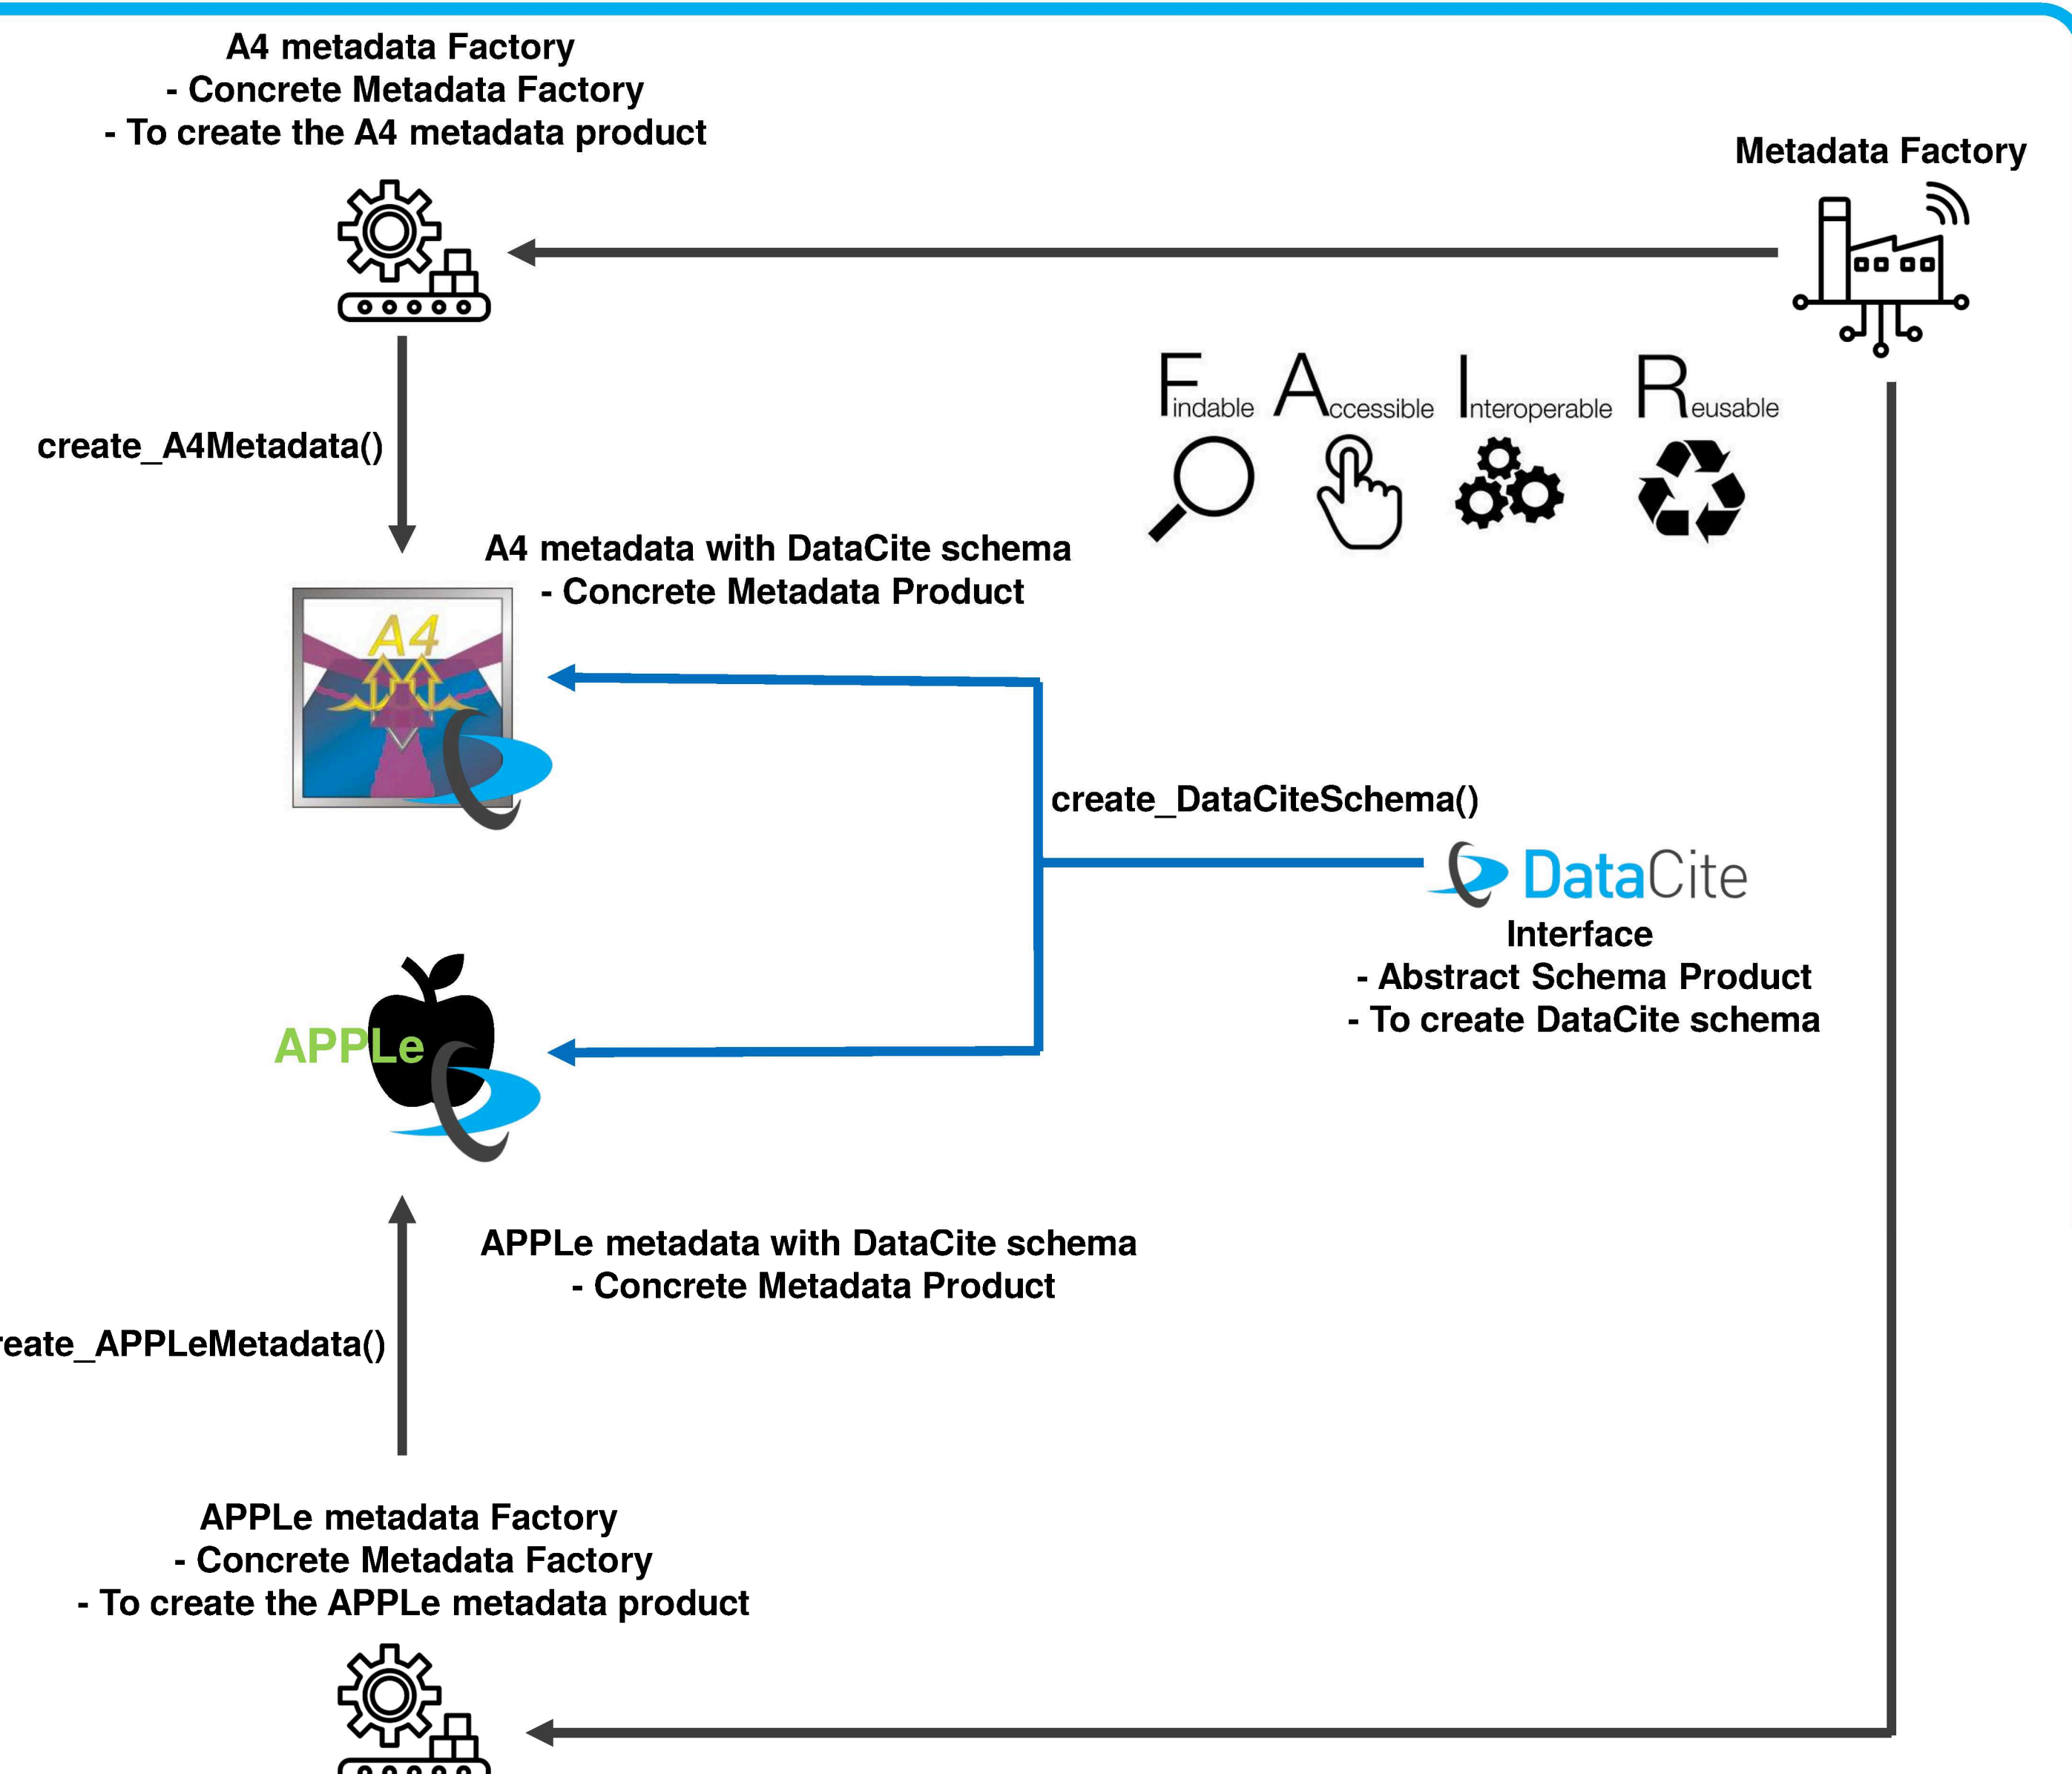 A4 metadata Factory
- Concrete Metadata Factory
- To create the A4 metadata product
Metadata Factory
Findable Accessible Interoperable Reusable
create_A4Metadata()
A4 metadata with DataCite schema
- Concrete Metadata Product
A4
create_DataCiteSchema()
DataCite
Interface
- Abstract Schema Product
- To create DataCite schema
APPLe
APPLe metadata with DataCite schema
- Concrete Metadata Product
reate_APPLeMetadata()
APPLe metadata Factory
- Concrete Metadata Factory
- To create the APPLe metadata product